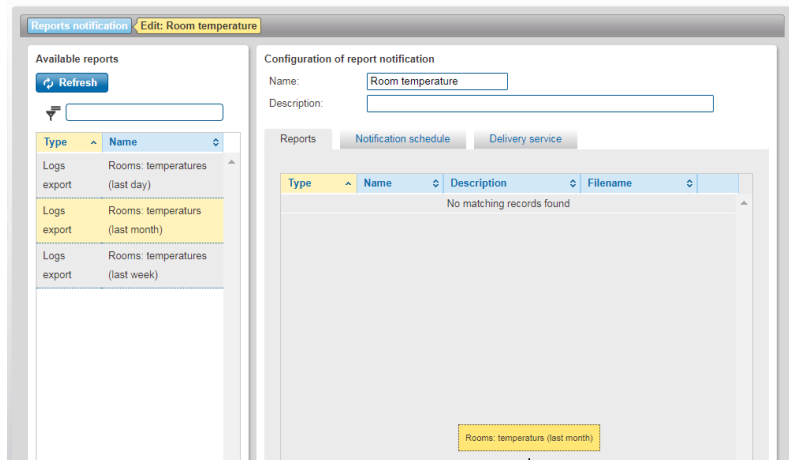 Reports notification Edit: Room temperature
Available reports
Refresh
Type Name
Logs export Rooms: temperatures (last day)
Logs export Rooms: temperaturs (last month)
Logs export Rooms: temperatures (last week)
Configuration of report notification
Name: Room temperature
Description:
Reports Notification schedule Delivery service
Type Name Description Filename
No matching records found
Rooms: temperaturs (last month)